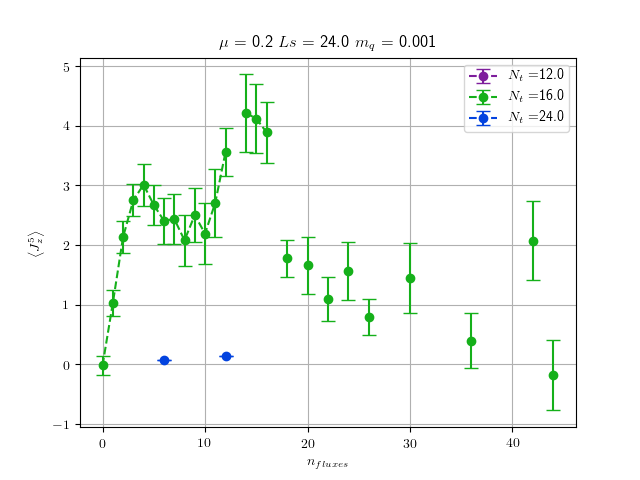 μ = 0.2 Ls = 24.0 m_q = 0.001
N_t =12.0
N_t =16.0
N_t =24.0
⟨J_z^5⟩
5
4
3
2
1
0
−1
0 10 20 30 40
n_fluxes